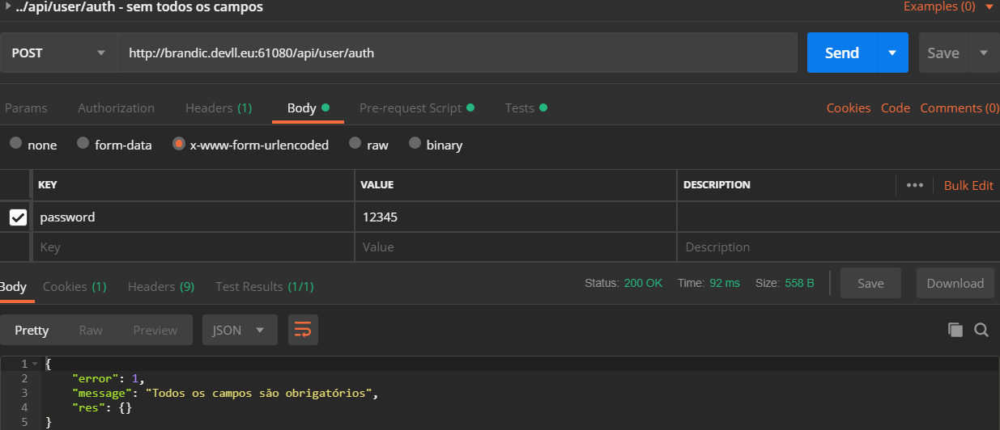 ../api/user/auth - sem todos os campos Examples (0)
POST http://brandic.devll.eu:61080/api/user/auth Send Save
Params Authorization Headers (1) Body Pre-request Script Tests Cookies Code Comments (0)
none form-data x-www-form-urlencoded raw binary
KEY VALUE DESCRIPTION ••• Bulk Edit
password 12345
Key Value Description
Body Cookies (1) Headers (9) Test Results (1/1) Status: 200 OK Time: 92 ms Size: 558 B Save Download
Pretty Raw Preview JSON
1 {
2 "error": 1,
3 "message": "Todos os campos são obrigatórios",
4 "res": {}
5 }